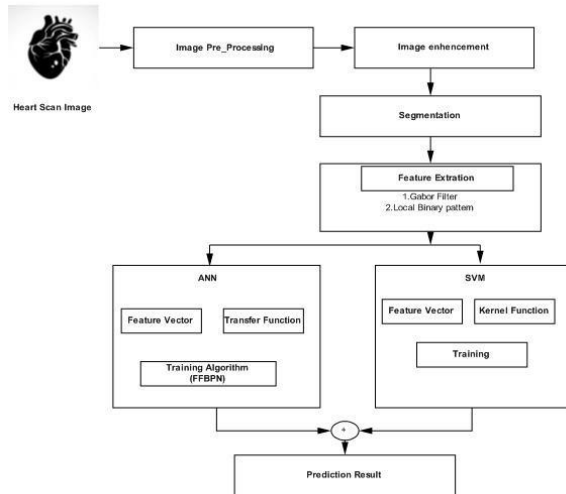 Image Pre_Processing
Image enhencement
Heart Scan Image
Segmentation
Feature Extration
1.Gabor Filter
2.Local Binary pattern
ANN
SVM
Feature Vector
Transfer Function
Feature Vector
Kernel Function
Training Algorithm
(FFBPN)
Training
+
Prediction Result